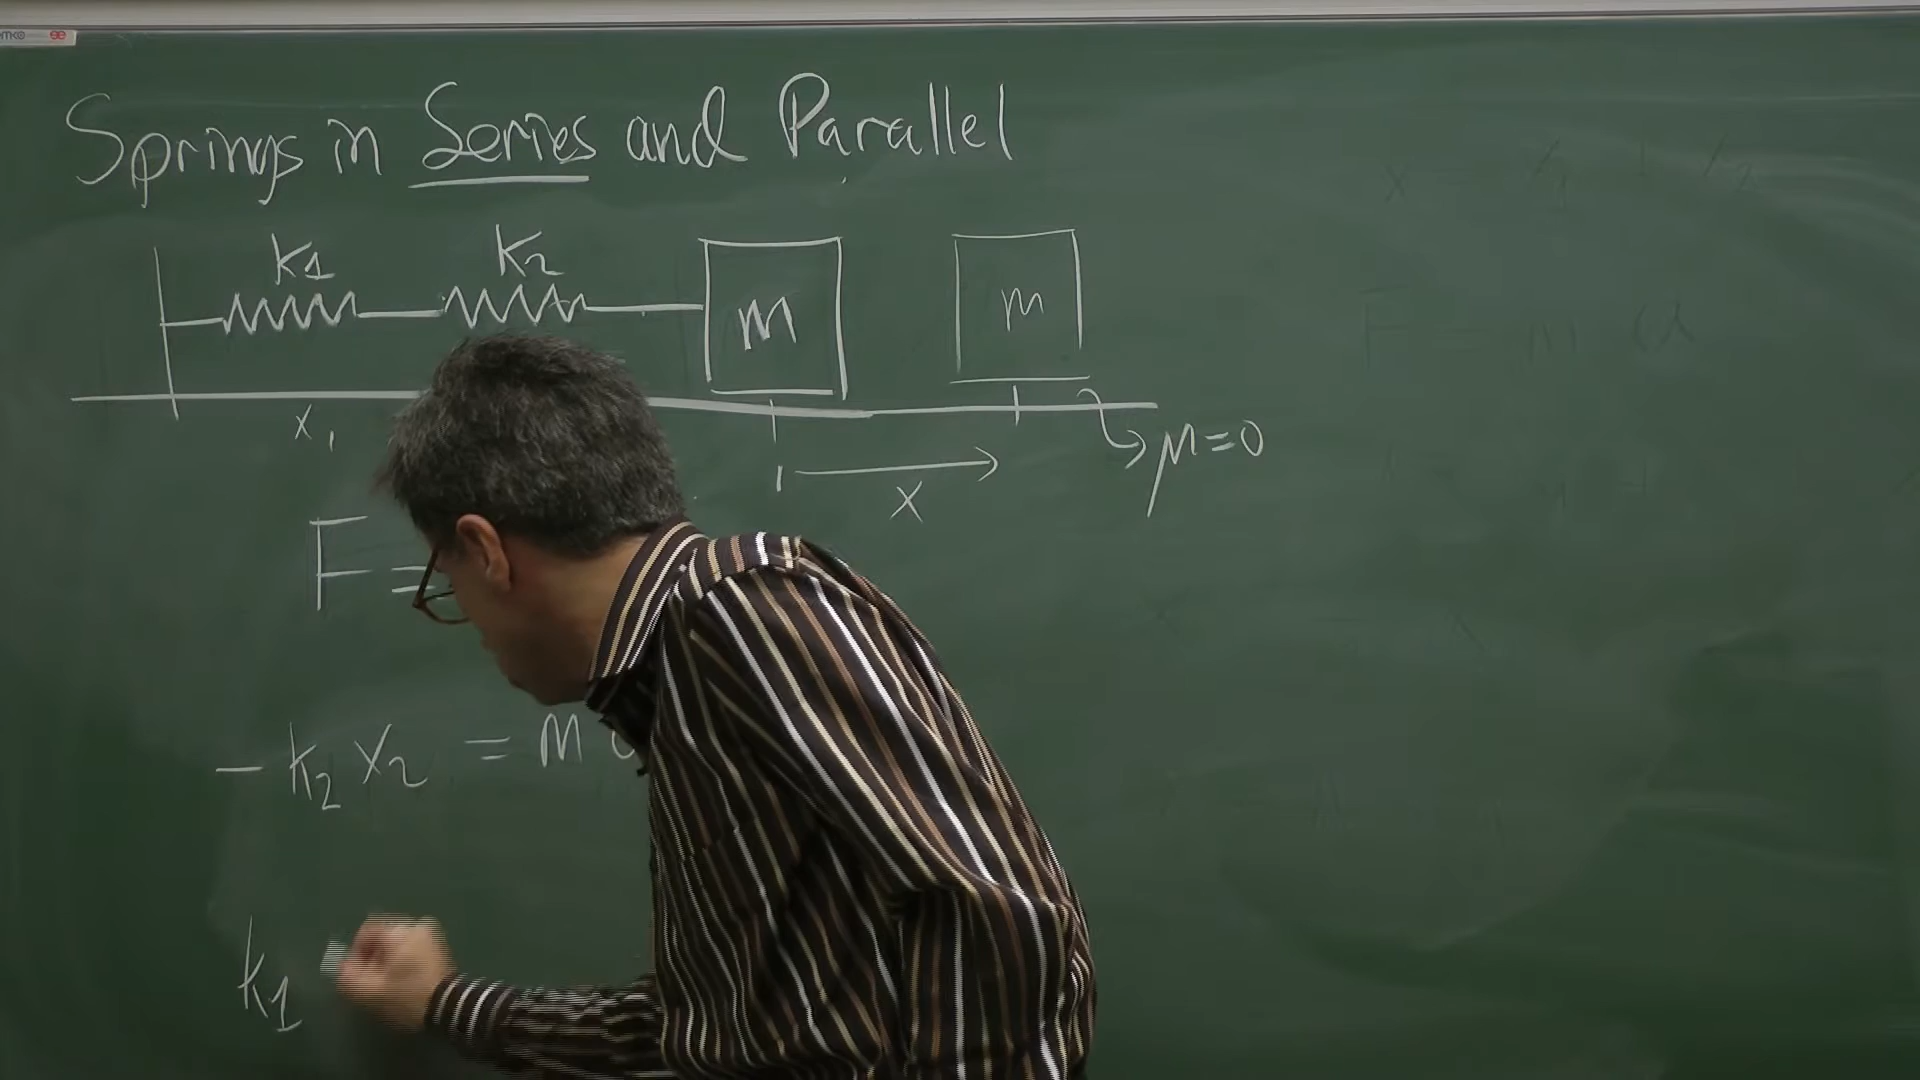 Springs in Series and Parallel
k1 k2
m m
x1
μ=0
x
F=
- k2 x2 = m
k1